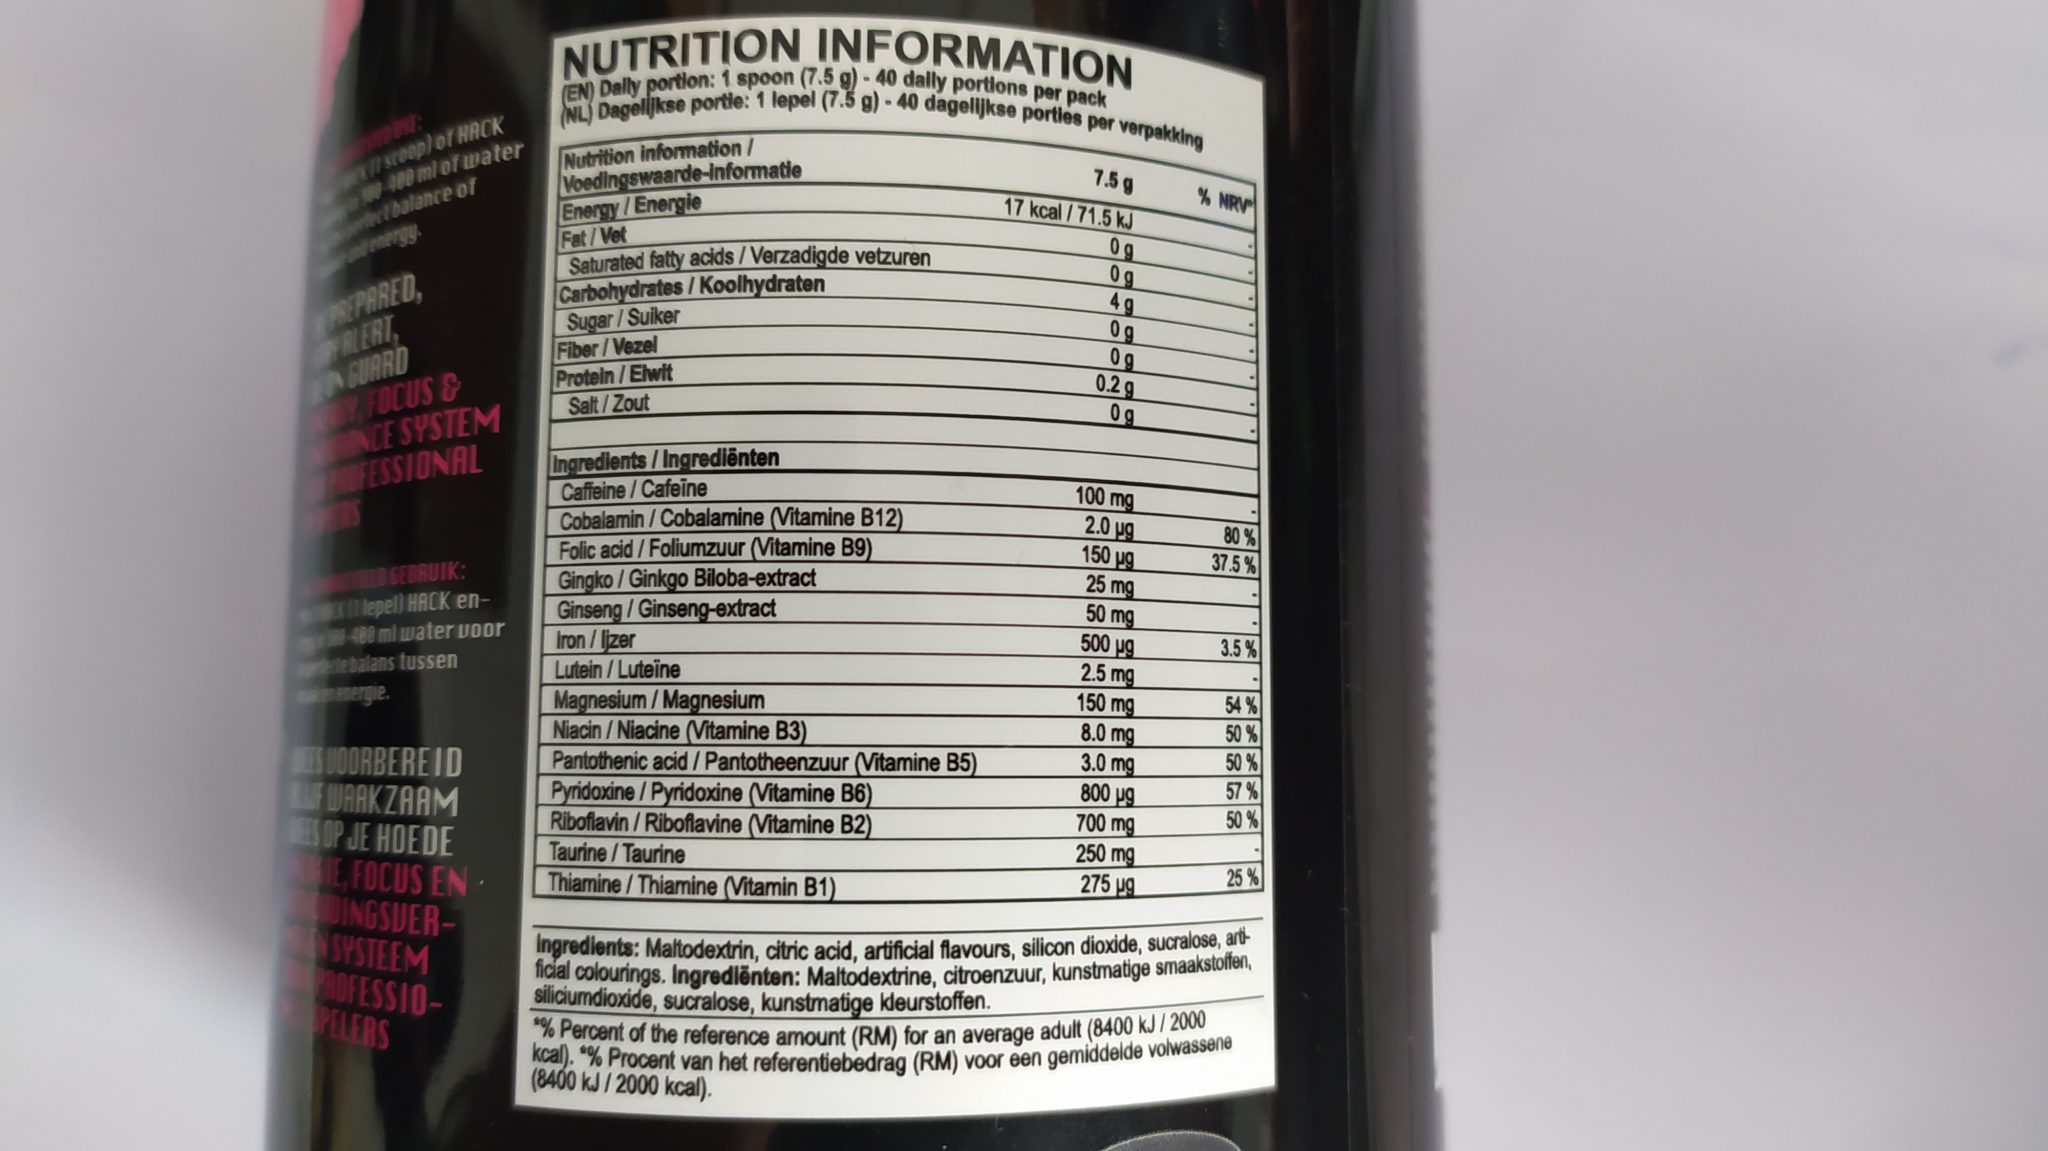 scoop) of HACK
400 ml of water
balance of
energy.
PREPARED,
ALERT,
GUARD
FOCUS &
SYSTEM
PROFESSIONAL
GEBRUIK:
(1 lepel) HACK en-
300-400 ml water voor
balans tussen
en energie.
VOORBEREID
WAAKZAAM
OP JE HOEDE
FOCUS EN
SYSTEEM
NUTRITION INFORMATION
(EN) Daily portion: 1 spoon (7.5 g) - 40 daily portions per pack
(NL) Dagelijkse portie: 1 lepel (7.5 g) - 40 dagelijkse porties per verpakking
Nutrition information /
Voedingswaarde-informatie 7.5 g % NRV*
Energy / Energie 17 kcal / 71.5 kJ -
Fat / Vet 0 g -
Saturated fatty acids / Verzadigde vetzuren 0 g -
Carbohydrates / Koolhydraten 4 g -
Sugar / Suiker 0 g -
Fiber / Vezel 0 g -
Protein / Eiwit 0.2 g -
Salt / Zout 0 g -
Ingredients / Ingrediënten
Caffeine / Cafeïne 100 mg -
Cobalamin / Cobalamine (Vitamine B12) 2.0 µg 80 %
Folic acid / Foliumzuur (Vitamine B9) 150 µg 37.5 %
Gingko / Ginkgo Biloba-extract 25 mg -
Ginseng / Ginseng-extract 50 mg -
Iron / Ijzer 500 µg 3.5 %
Lutein / Luteïne 2.5 mg -
Magnesium / Magnesium 150 mg 54 %
Niacin / Niacine (Vitamine B3) 8.0 mg 50 %
Pantothenic acid / Pantotheenzuur (Vitamine B5) 3.0 mg 50 %
Pyridoxine / Pyridoxine (Vitamine B6) 800 µg 57 %
Riboflavin / Riboflavine (Vitamine B2) 700 mg 50 %
Taurine / Taurine 250 mg -
Thiamine / Thiamine (Vitamin B1) 275 µg 25 %
Ingredients: Maltodextrin, citric acid, artificial flavours, silicon dioxide, sucralose, arti-
ficial colourings. Ingrediënten: Maltodextrine, citroenzuur, kunstmatige smaakstoffen,
siliciumdioxide, sucralose, kunstmatige kleurstoffen.
*% Percent of the reference amount (RM) for an average adult (8400 kJ / 2000
kcal). *% Procent van het referentiebedrag (RM) voor een gemiddelde volwassene
(8400 kJ / 2000 kcal).